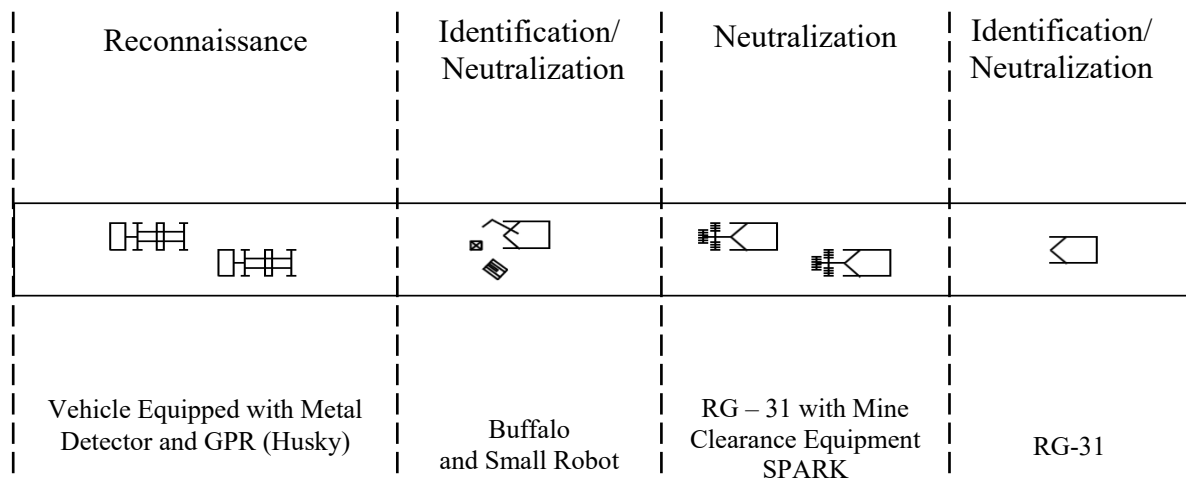 Reconnaissance
Identification/
Neutralization
Neutralization
Identification/
Neutralization
Vehicle Equipped with Metal
Detector and GPR (Husky)
Buffalo
and Small Robot
RG – 31 with Mine
Clearance Equipment
SPARK
RG-31